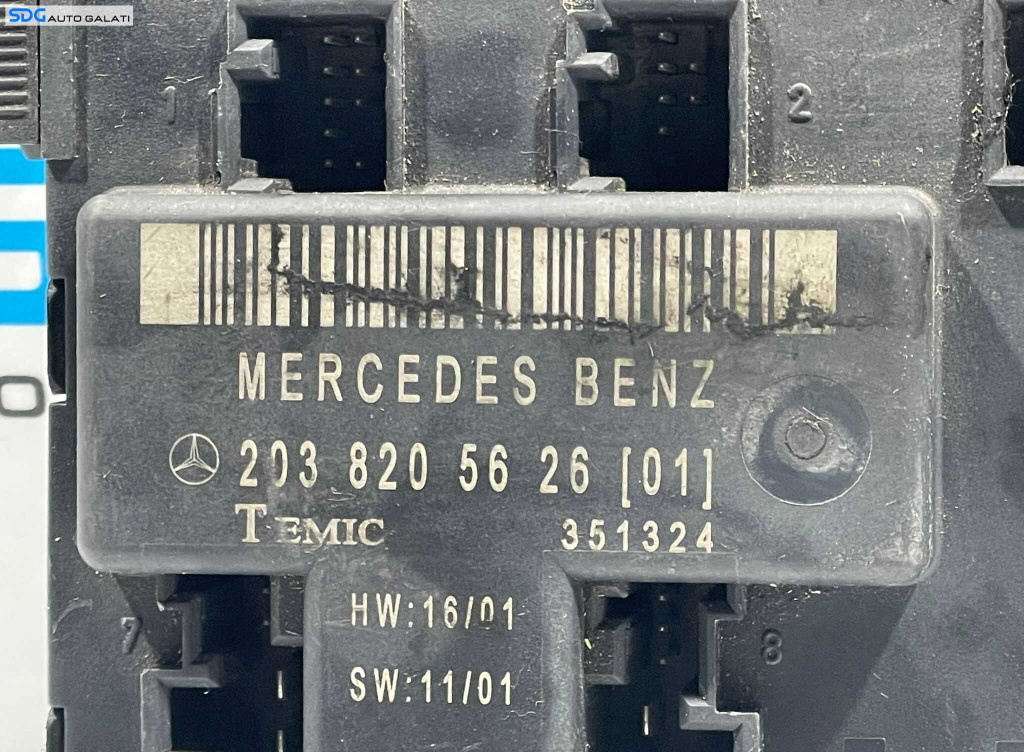 SDG AUTO GALATI
1
2
MERCEDES BENZ
203 820 56 26 [01]
TEMIC 351324
HW:16/01
7
8
SW:11/01